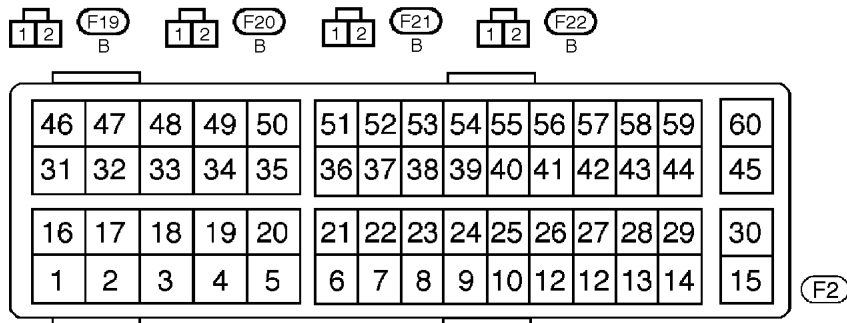 1 2 F19 1 2 F20 1 2 F21 1 2 F22
B B B B
46 47 48 49 50 51 52 53 54 55 56 57 58 59 60
31 32 33 34 35 36 37 38 39 40 41 42 43 44 45
16 17 18 19 20 21 22 23 24 25 26 27 28 29 30
1 2 3 4 5 6 7 8 9 10 12 12 13 14 15 F2